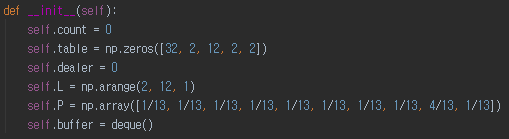 def __init__(self):
    self.count = 0
    self.table = np.zeros([32, 2, 12, 2, 2])
    self.dealer = 0
    self.L = np.arange(2, 12, 1)
    self.P = np.array([1/13, 1/13, 1/13, 1/13, 1/13, 1/13, 1/13, 1/13, 4/13, 1/13])
    self.buffer = deque()